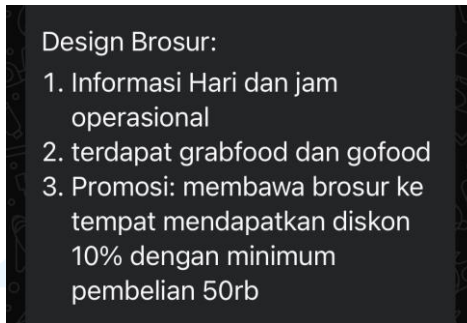 Design Brosur:
1. Informasi Hari dan jam
operasional
2. terdapat grabfood dan gofood
3. Promosi: membawa brosur ke
tempat mendapatkan diskon
10% dengan minimum
pembelian 50rb